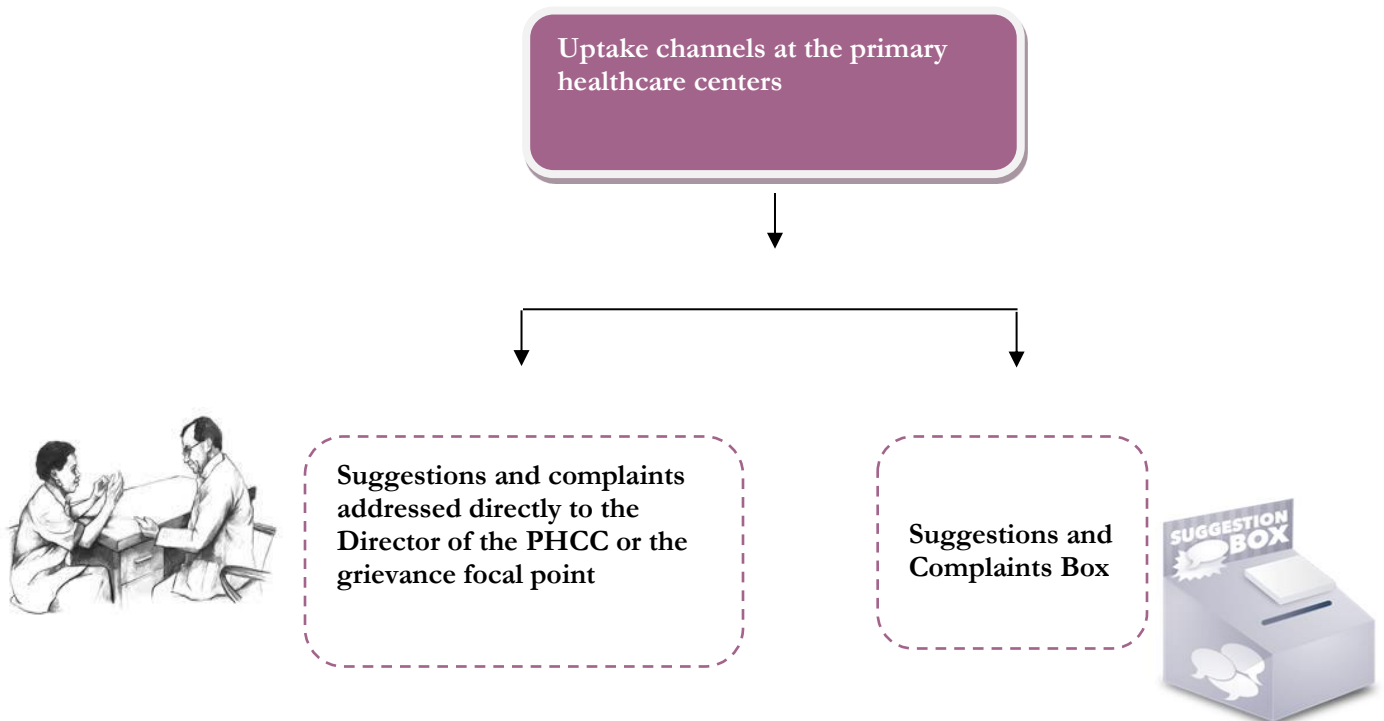 Uptake channels at the primary
healthcare centers
Suggestions and complaints
addressed directly to the
Director of the PHCC or the
grievance focal point
Suggestions and
Complaints Box
SUGGESTION
BOX